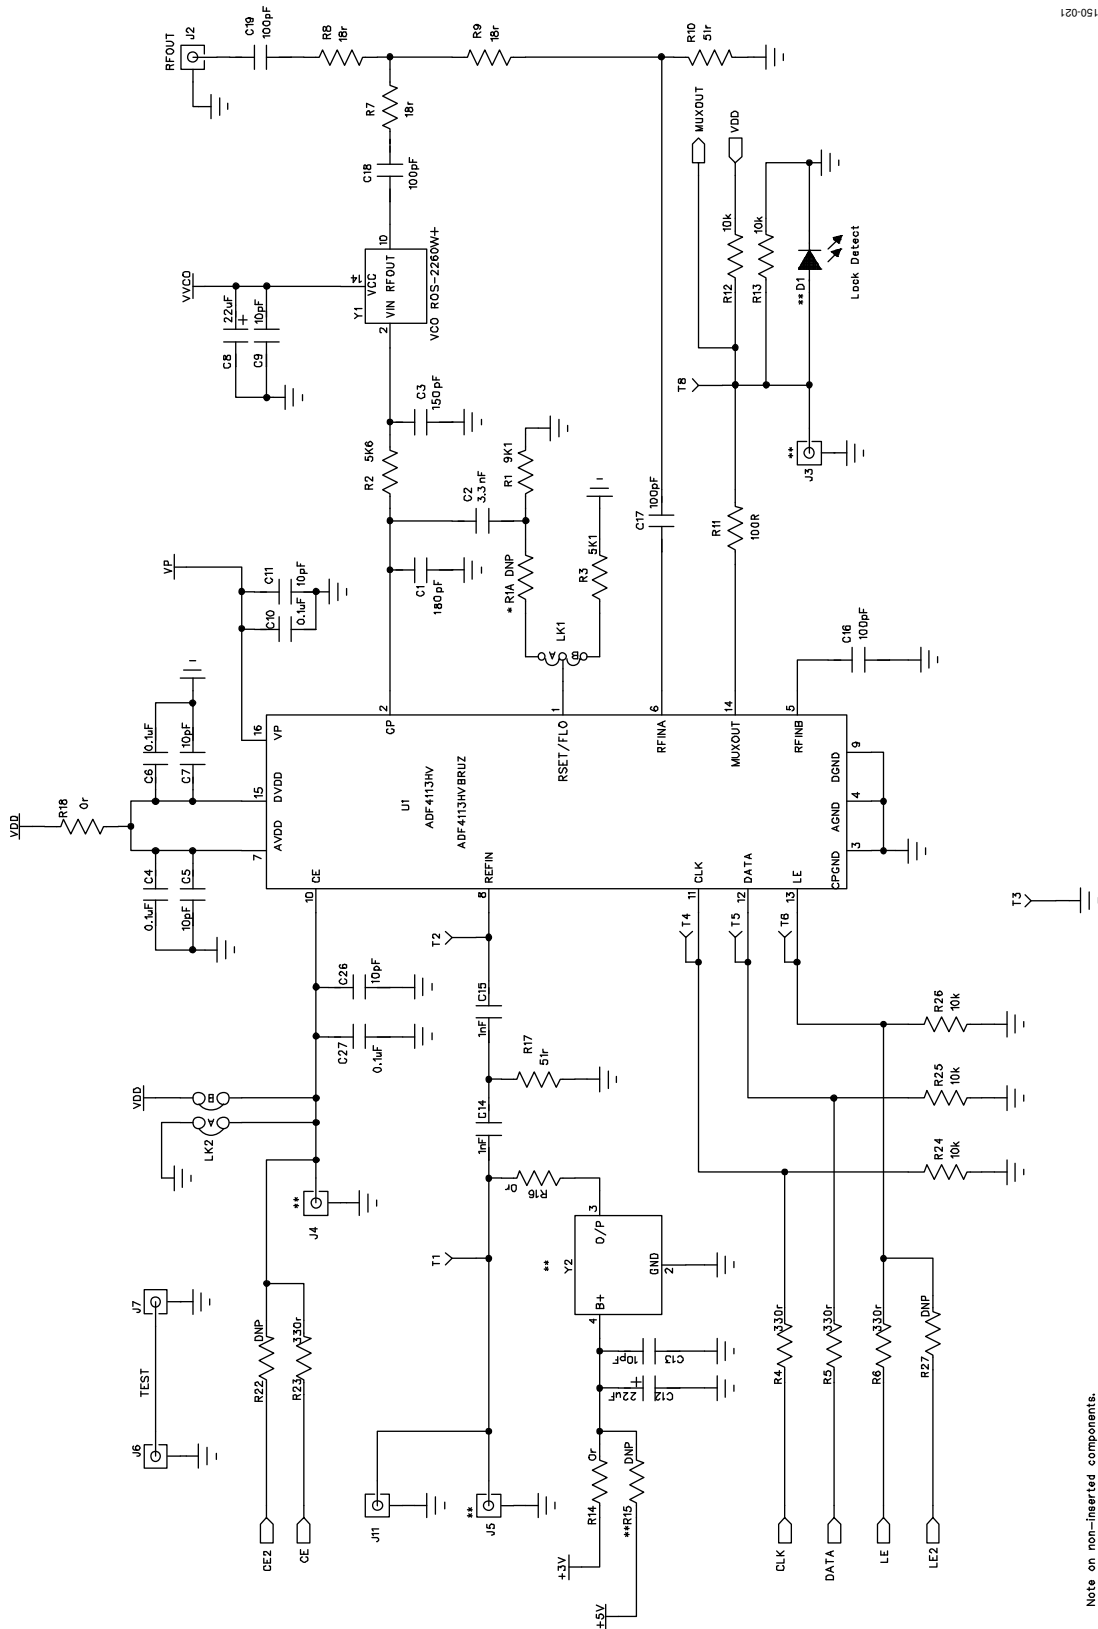 150-021
RFOUT
J2
C19
100pF
R8
18r
R9
18r
R10
51r
R7
18r
C18
100pF
MUXOUT
VDD
VVCO
22uF
+
C8
10pF
C9
14
VCC
VIN RFOUT
10
2
Y1
VCO ROS-2260W+
R12
10k
R13
10k
** D1
Lock Detect
T8
**
J3
R2
5K6
C3
150pF
C2
3.3nF
R1
9K1
C1
180pF
* R1A DNP
R3
5K1
LK1
A
B
C17
100pF
R11
100R
C16
100pF
VP
C11
10pF
C10
0.1uF
VDD
R18
0r
C6
0.1uF
C7
10pF
C4
0.1uF
C5
10pF
16
VP
15
DVDD
7
AVDD
2
CP
1
RSET/FLO
6
RFINA
14
MUXOUT
5
RFINB
U1
ADF4113HV
ADF4113HVBRUZ
10
CE
8
REFIN
11
CLK
12
DATA
13
LE
3
CPGND
4
AGND
9
DGND
T2
T4
T5
T6
T3
C26
10pF
C27
0.1uF
C15
1nF
R17
51r
C14
1nF
VDD
B
A
LK2
**
J4
R16
0r
T1
**
Y2
D/P
3
GND
2
B+
4
C13
10pF
C12
22uF
+
R26
10k
R25
10k
R24
10k
J7
TEST
J6
R22
DNP
R23
330r
CE2
CE
J11
**
J5
R14
0r
**R15
DNP
+3V
+5V
R4
330r
R5
330r
R6
330r
R27
DNP
CLK
DATA
LE
LE2
Note on non-inserted components.